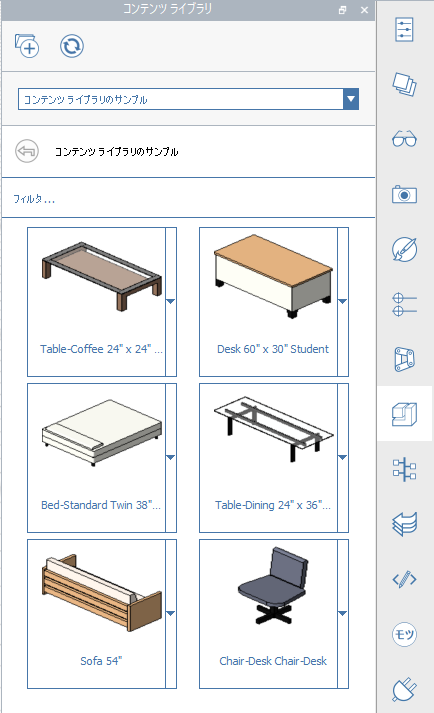 コンテンツ ライブラリ
コンテンツ ライブラリのサンプル
コンテンツ ライブラリのサンプル
フィルタ...
Table-Coffee 24" x 24" ...
Desk 60" x 30" Student
Bed-Standard Twin 38"...
Table-Dining 24" x 36"...
Sofa 54"
Chair-Desk Chair-Desk
モツ